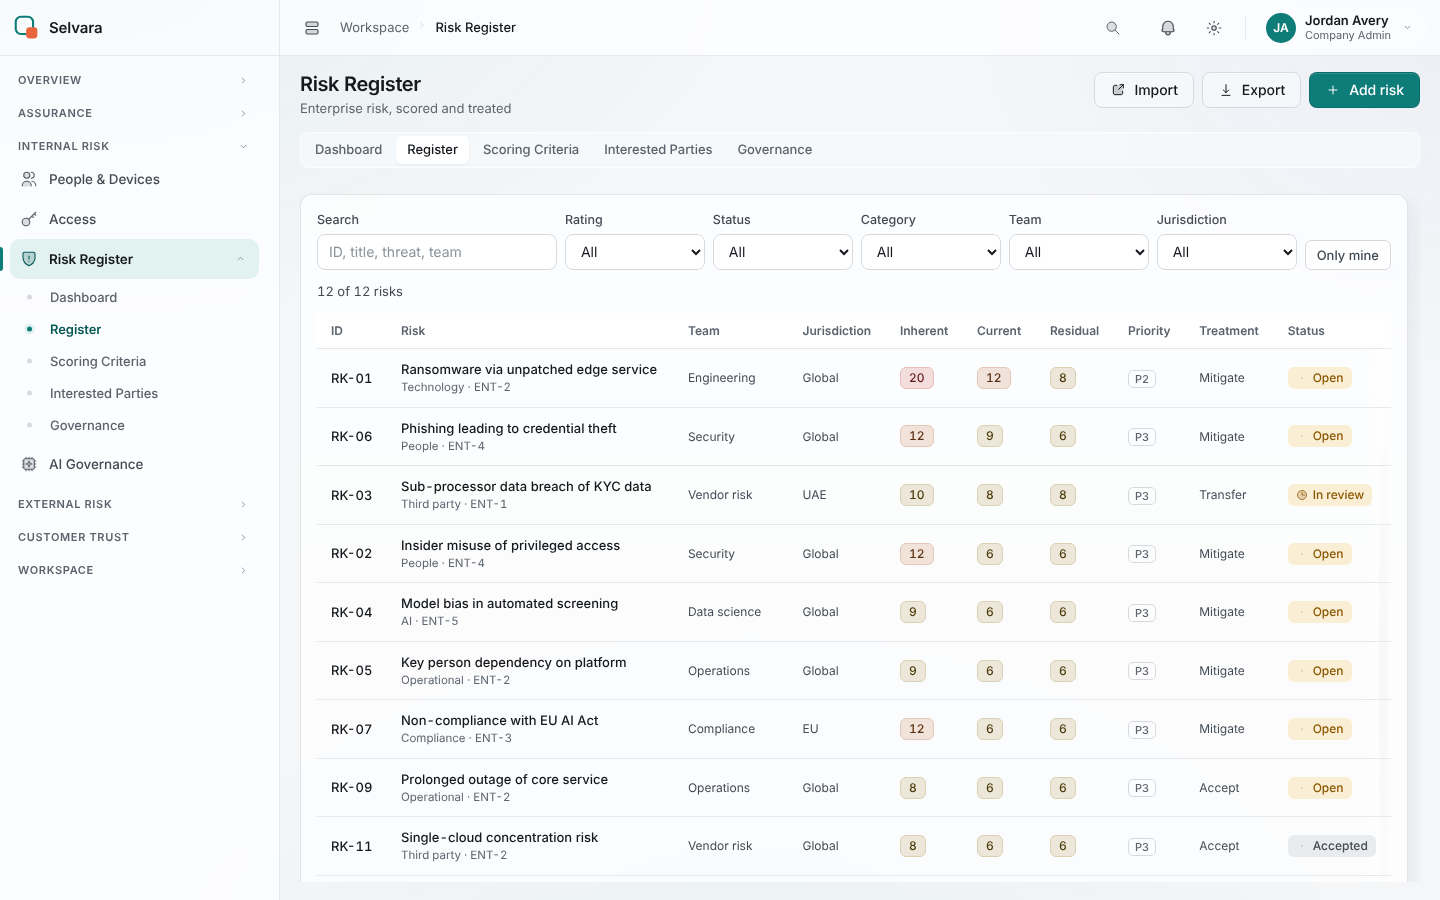 Selvara
Workspace
Risk Register
JA
Jordan Avery
Company Admin
OVERVIEW
ASSURANCE
INTERNAL RISK
People & Devices
Access
Risk Register
Dashboard
Register
Scoring Criteria
Interested Parties
Governance
AI Governance
EXTERNAL RISK
CUSTOMER TRUST
WORKSPACE
Risk Register
Enterprise risk, scored and treated
Import
Export
+ Add risk
Dashboard Register Scoring Criteria Interested Parties Governance
Search Rating Status Category Team Jurisdiction
ID, title, threat, team All All All All All Only mine
12 of 12 risks
ID Risk Team Jurisdiction Inherent Current Residual Priority Treatment Status
RK-01 Ransomware via unpatched edge service Engineering Global 20 12 8 P2 Mitigate Open
Technology · ENT-2
RK-06 Phishing leading to credential theft Security Global 12 9 6 P3 Mitigate Open
People · ENT-4
RK-03 Sub-processor data breach of KYC data Vendor risk UAE 10 8 8 P3 Transfer In review
Third party · ENT-1
RK-02 Insider misuse of privileged access Security Global 12 6 6 P3 Mitigate Open
People · ENT-4
RK-04 Model bias in automated screening Data science Global 9 6 6 P3 Mitigate Open
AI · ENT-5
RK-05 Key person dependency on platform Operations Global 9 6 6 P3 Mitigate Open
Operational · ENT-2
RK-07 Non-compliance with EU AI Act Compliance EU 12 6 6 P3 Mitigate Open
Compliance · ENT-3
RK-09 Prolonged outage of core service Operations Global 8 6 6 P3 Accept Open
Operational · ENT-2
RK-11 Single-cloud concentration risk Vendor risk Global 8 6 6 P3 Accept Accepted
Third party · ENT-2